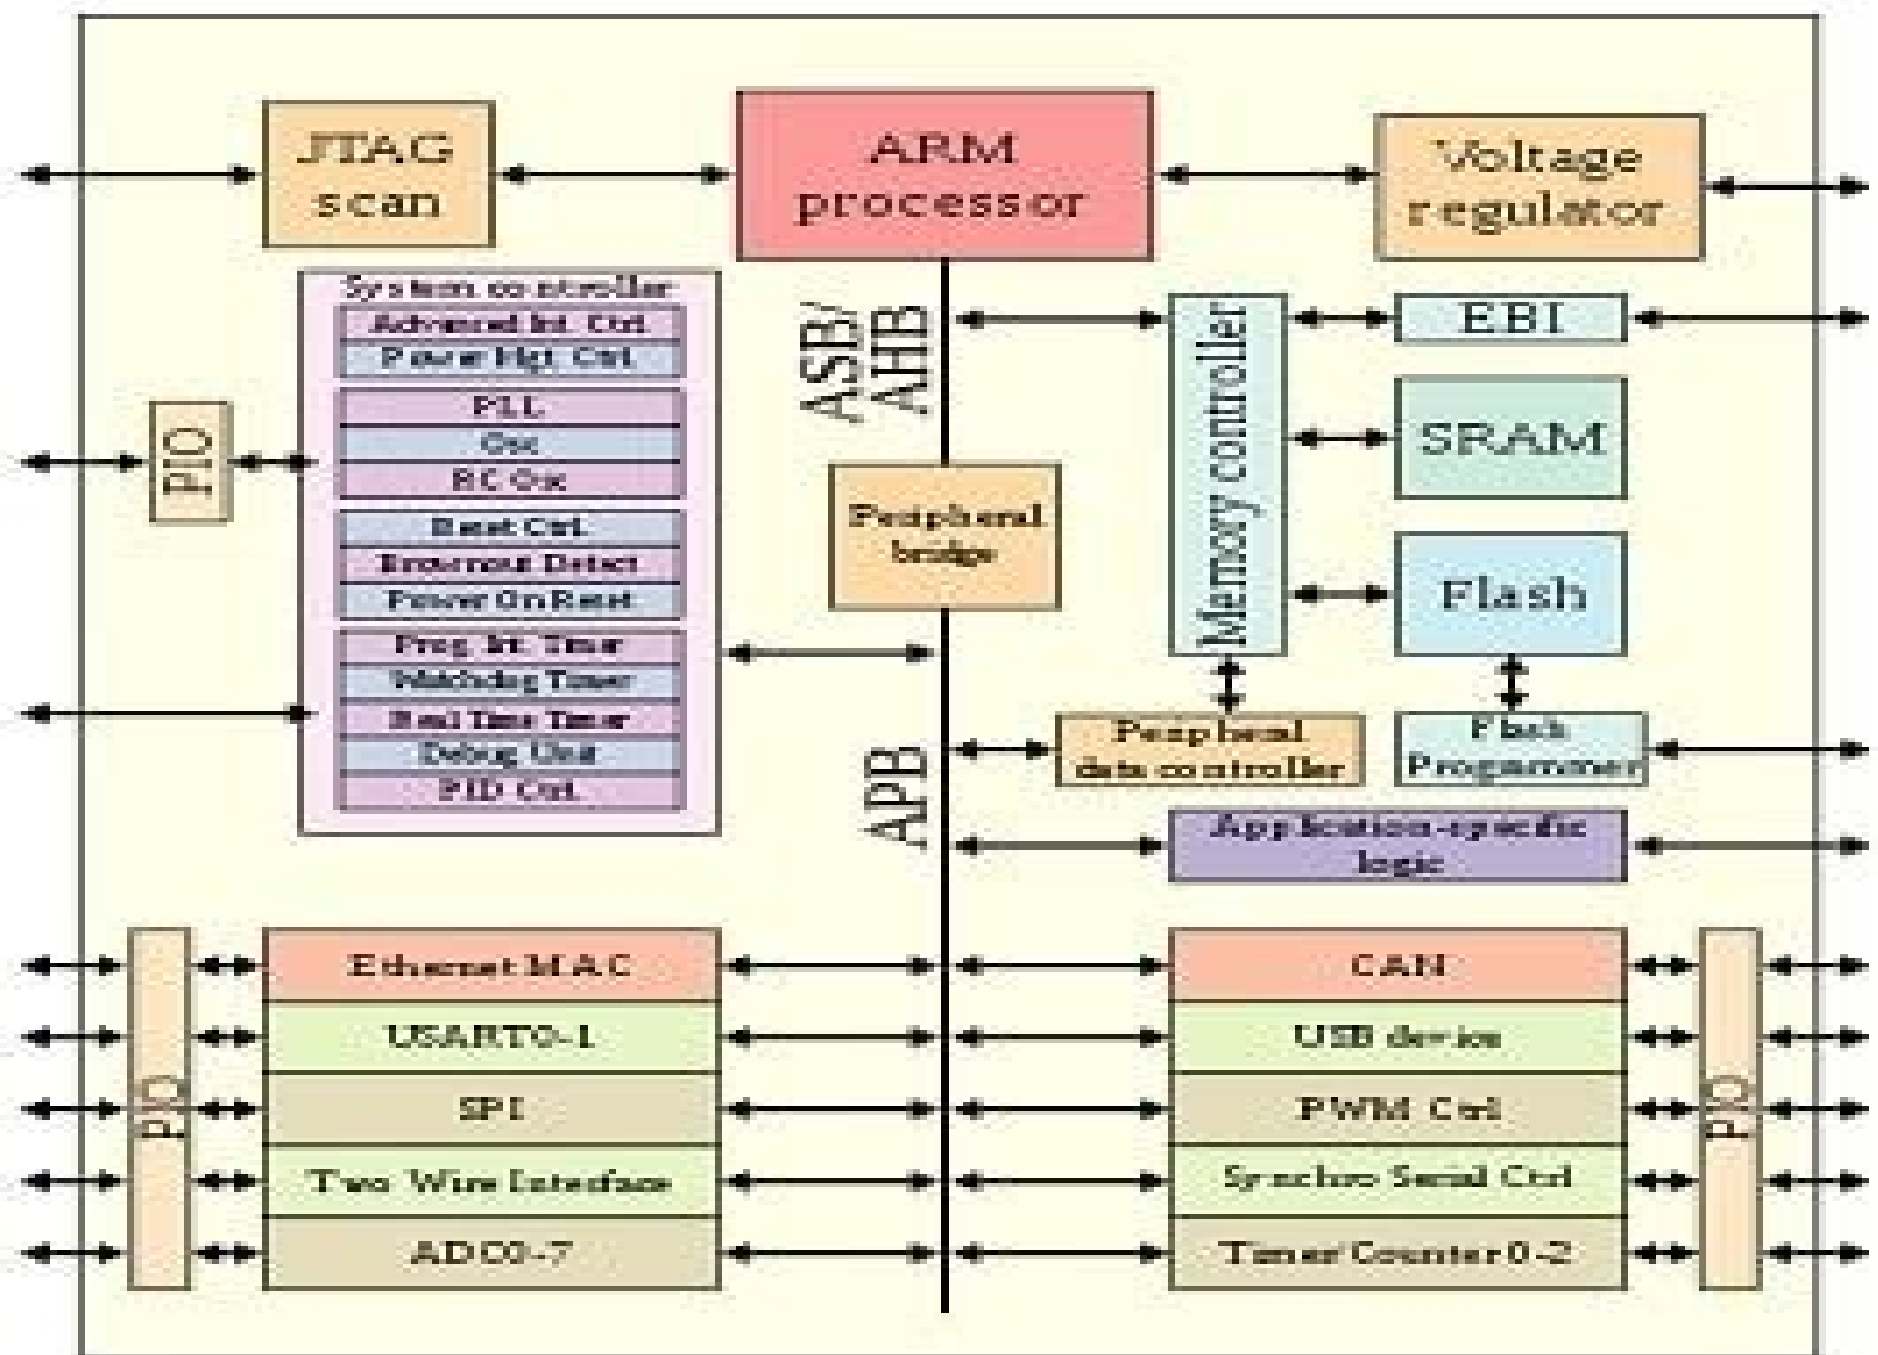 JTAG
scan
ARM
processor
Voltage
regulator
System controller
Advanced Int. Ctrl
Power Mgt. Ctrl
PLL
Osc
RC Osc
Reset Ctrl
Brownout Detect
Power On Reset
Prog. Int. Timer
Watchdog Timer
Real Time Timer
Debug Unit
PID Ctrl
PIO
ASB/
AHB
Peripheral
bridge
APB
Memory controller
EBI
SRAM
Flash
Peripheral
data controller
Flash
Progammer
Application-specific
logic
PIO
Ethernet MAC
USART0-1
SPI
Two Wire Interface
ADC0-7
CAN
USB device
PWM Ctrl
Synchro Serial Ctrl
Timer/Counter 0-2
PIO